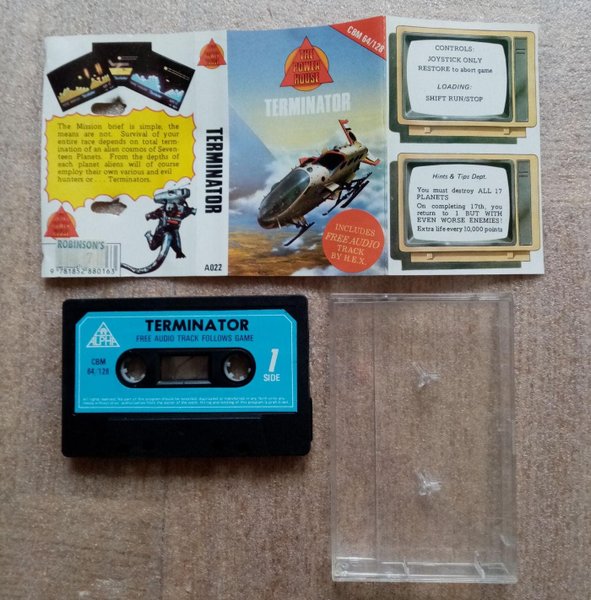 THE
POWER
HOUSE
The Mission brief is simple, the
means are not. Survival of your
entire race depends on total term-
ination of an alien cosmos of Seven-
teen Planets. From the depths of
each planet aliens will of course
employ their own various and evil
hunters or . . . Terminators.
ROBINSON'S
9 781852 880163
TERMINATOR
A022
CBM 64/128
THE
POWER
HOUSE
TERMINATOR
INCLUDES
FREE AUDIO
TRACK
BY H.E.X.
CONTROLS:
JOYSTICK ONLY
RESTORE to abort game
LOADING:
SHIFT RUN/STOP
Hints & Tips Dept.
You must destroy ALL 17
PLANETS
On completing 17th, you
return to 1 BUT WITH
EVEN WORSE ENEMIES!
Extra life every 10,000 points
ALPHA
TERMINATOR
FREE AUDIO TRACK FOLLOWS GAME
CBM
64/128
1
SIDE